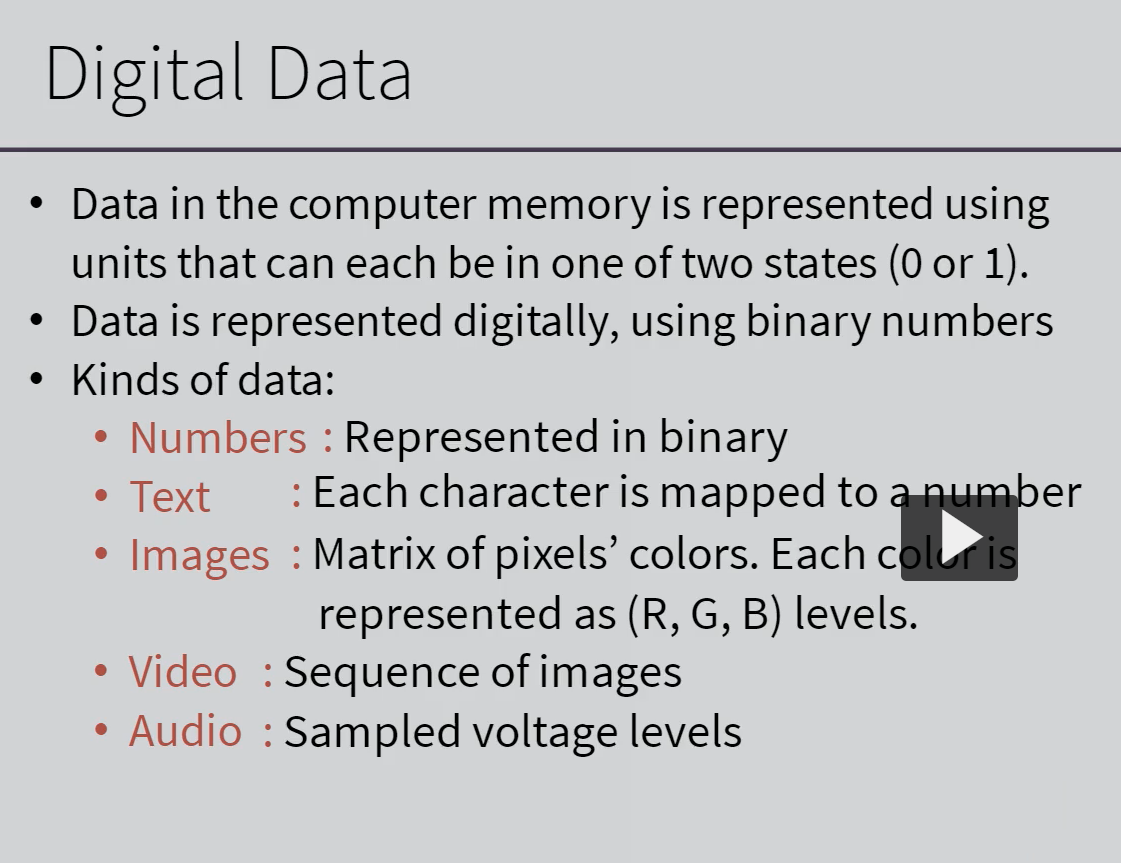 Digital Data
• Data in the computer memory is represented using
units that can each be in one of two states (0 or 1).
• Data is represented digitally, using binary numbers
• Kinds of data:
• Numbers : Represented in binary
• Text : Each character is mapped to a number
• Images : Matrix of pixels’ colors. Each color is
represented as (R, G, B) levels.
• Video : Sequence of images
• Audio : Sampled voltage levels